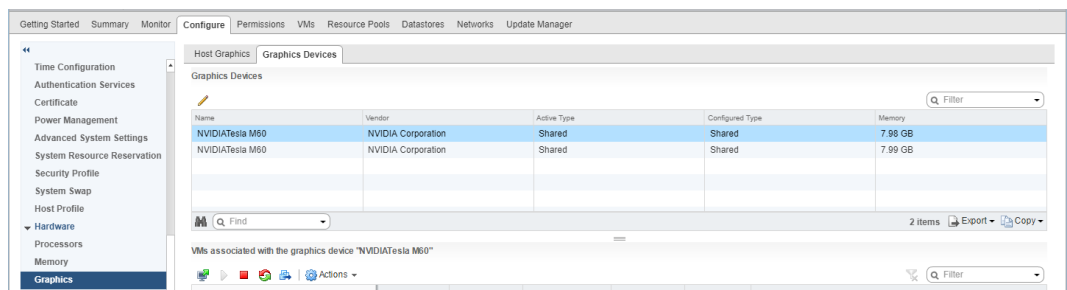 Getting Started Summary Monitor Configure Permissions VMs Resource Pools Datastores Networks Update Manager
Time Configuration
Authentication Services
Certificate
Power Management
Advanced System Settings
System Resource Reservation
Security Profile
System Swap
Host Profile
Hardware
Processors
Memory
Graphics
Host Graphics Graphics Devices
Graphics Devices
Filter
Name Vendor Active Type Configured Type Memory
NVIDIATesla M60 NVIDIA Corporation Shared Shared 7.98 GB
NVIDIATesla M60 NVIDIA Corporation Shared Shared 7.99 GB
Find 2 items Export Copy
VMs associated with the graphics device "NVIDIATesla M60"
Actions Filter